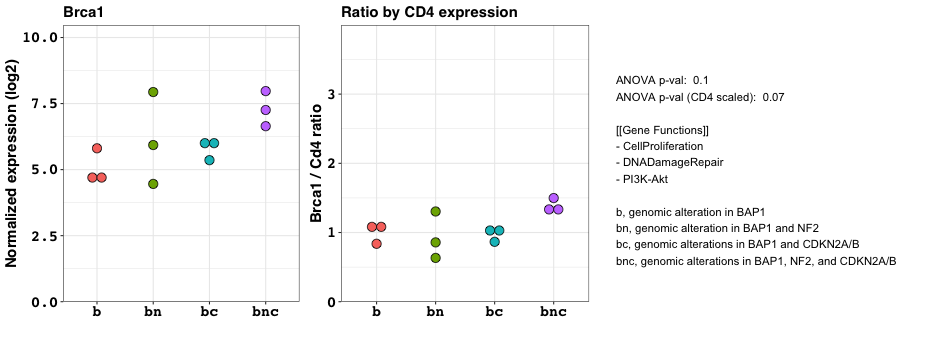 Brca1
Normalized expression (log2)
10.0
7.5
5.0
2.5
0.0
b bn bc bnc
Ratio by CD4 expression
Brca1 / Cd4 ratio
3
2
1
0
b bn bc bnc
ANOVA p-val: 0.1
ANOVA p-val (CD4 scaled): 0.07
[[Gene Functions]]
- CellProliferation
- DNADamageRepair
- PI3K-Akt
b, genomic alteration in BAP1
bn, genomic alteration in BAP1 and NF2
bc, genomic alterations in BAP1 and CDKN2A/B
bnc, genomic alterations in BAP1, NF2, and CDKN2A/B